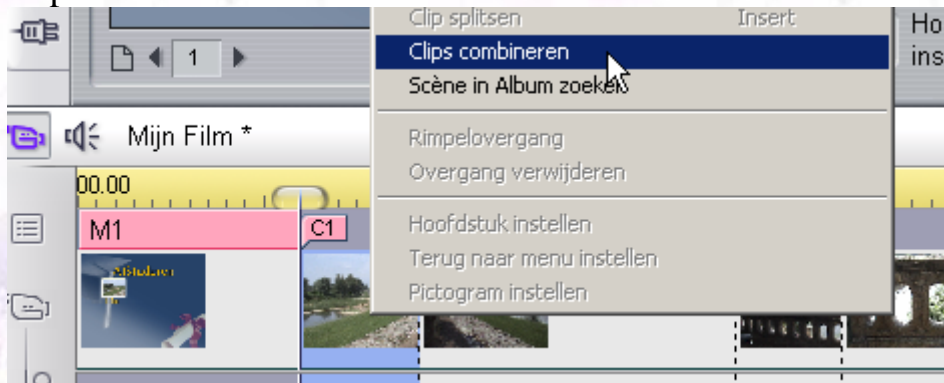 Clip splitsen Insert
Clips combineren
Scène in Album zoeken
Ho
ins
1
Mijn Film *
Rimpelovergang
Overgang verwijderen
00.00
M1
C1
Hoofdstuk instellen
Terug naar menu instellen
Pictogram instellen
Afstuderen